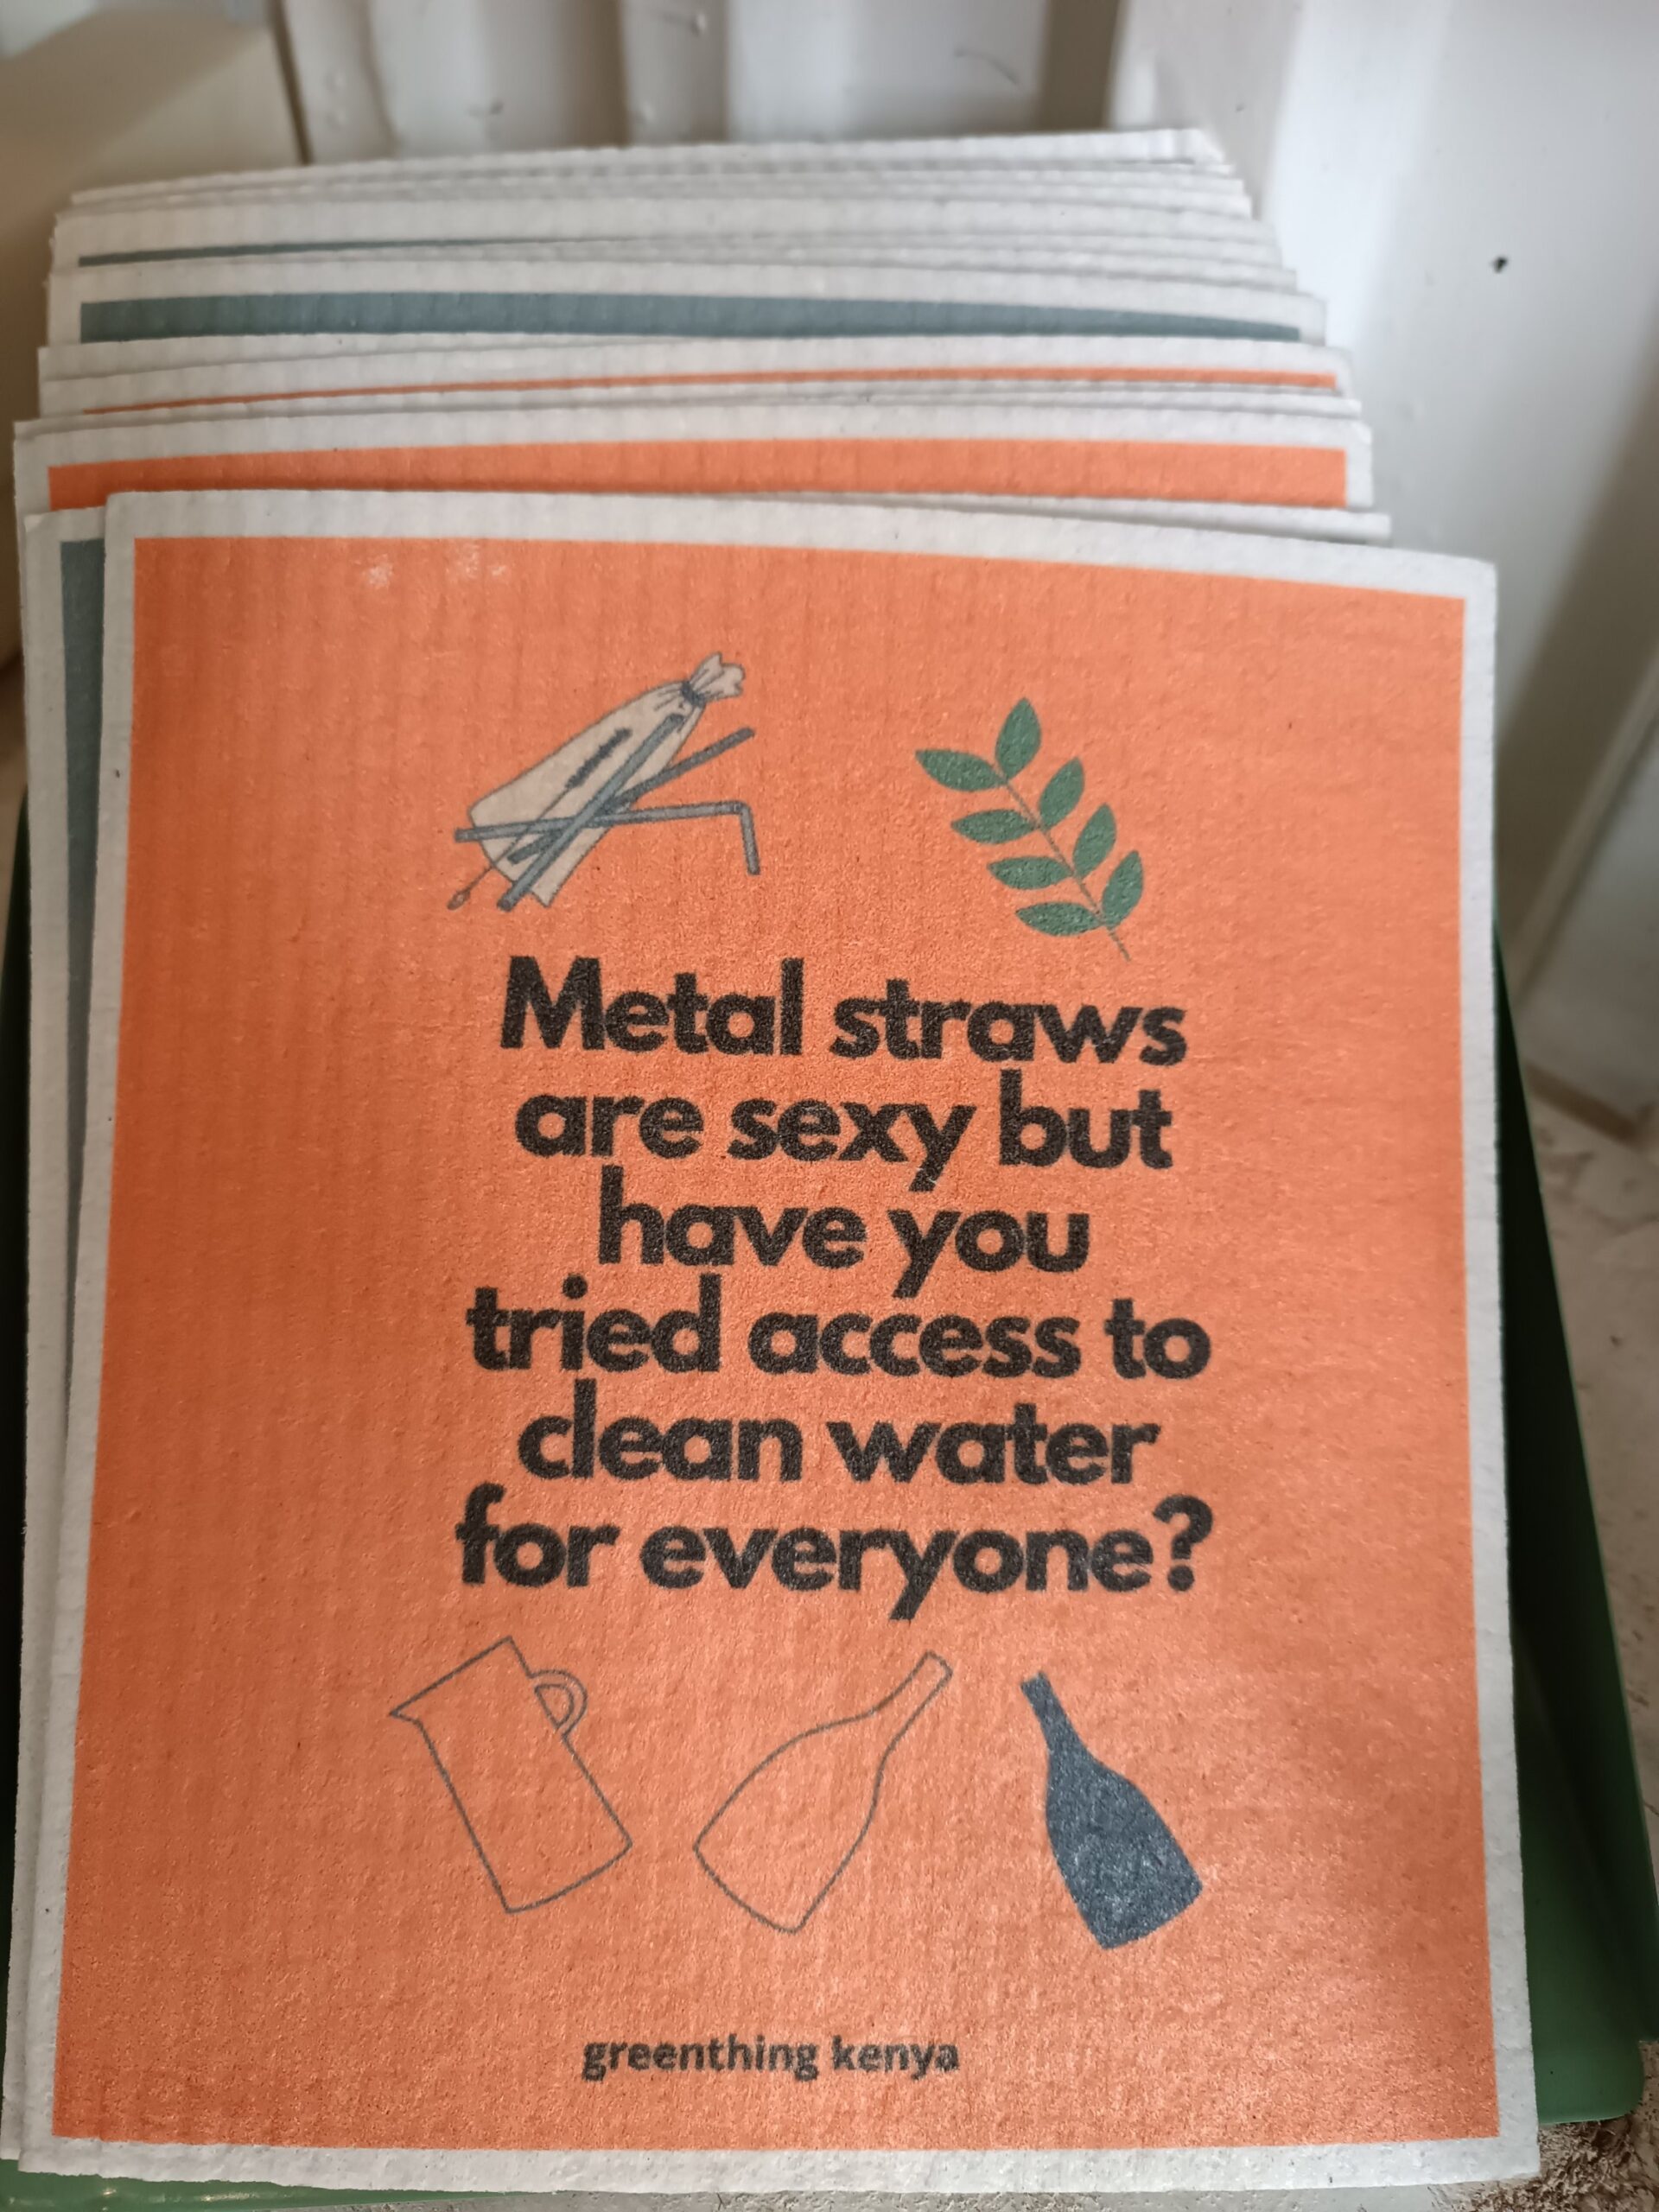 Metal straws
are sexy but
have you
tried access to
clean water
for everyone?
greenthing kenya